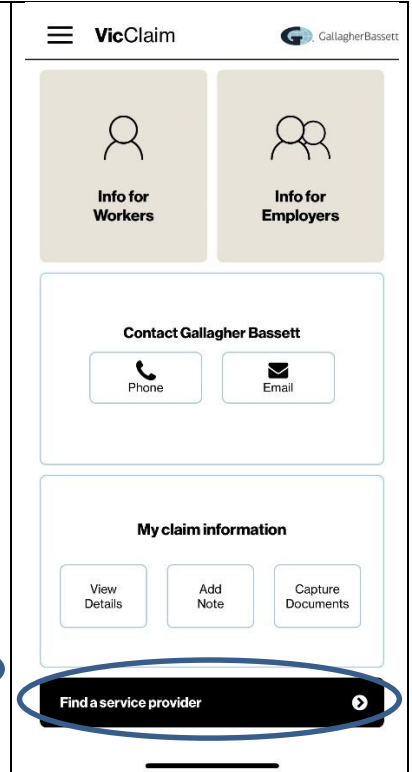 VicClaim
GallagherBassett
Info for
Workers
Info for
Employers
Contact Gallagher Bassett
Phone
Email
My claim information
View
Details
Add
Note
Capture
Documents
Find a service provider